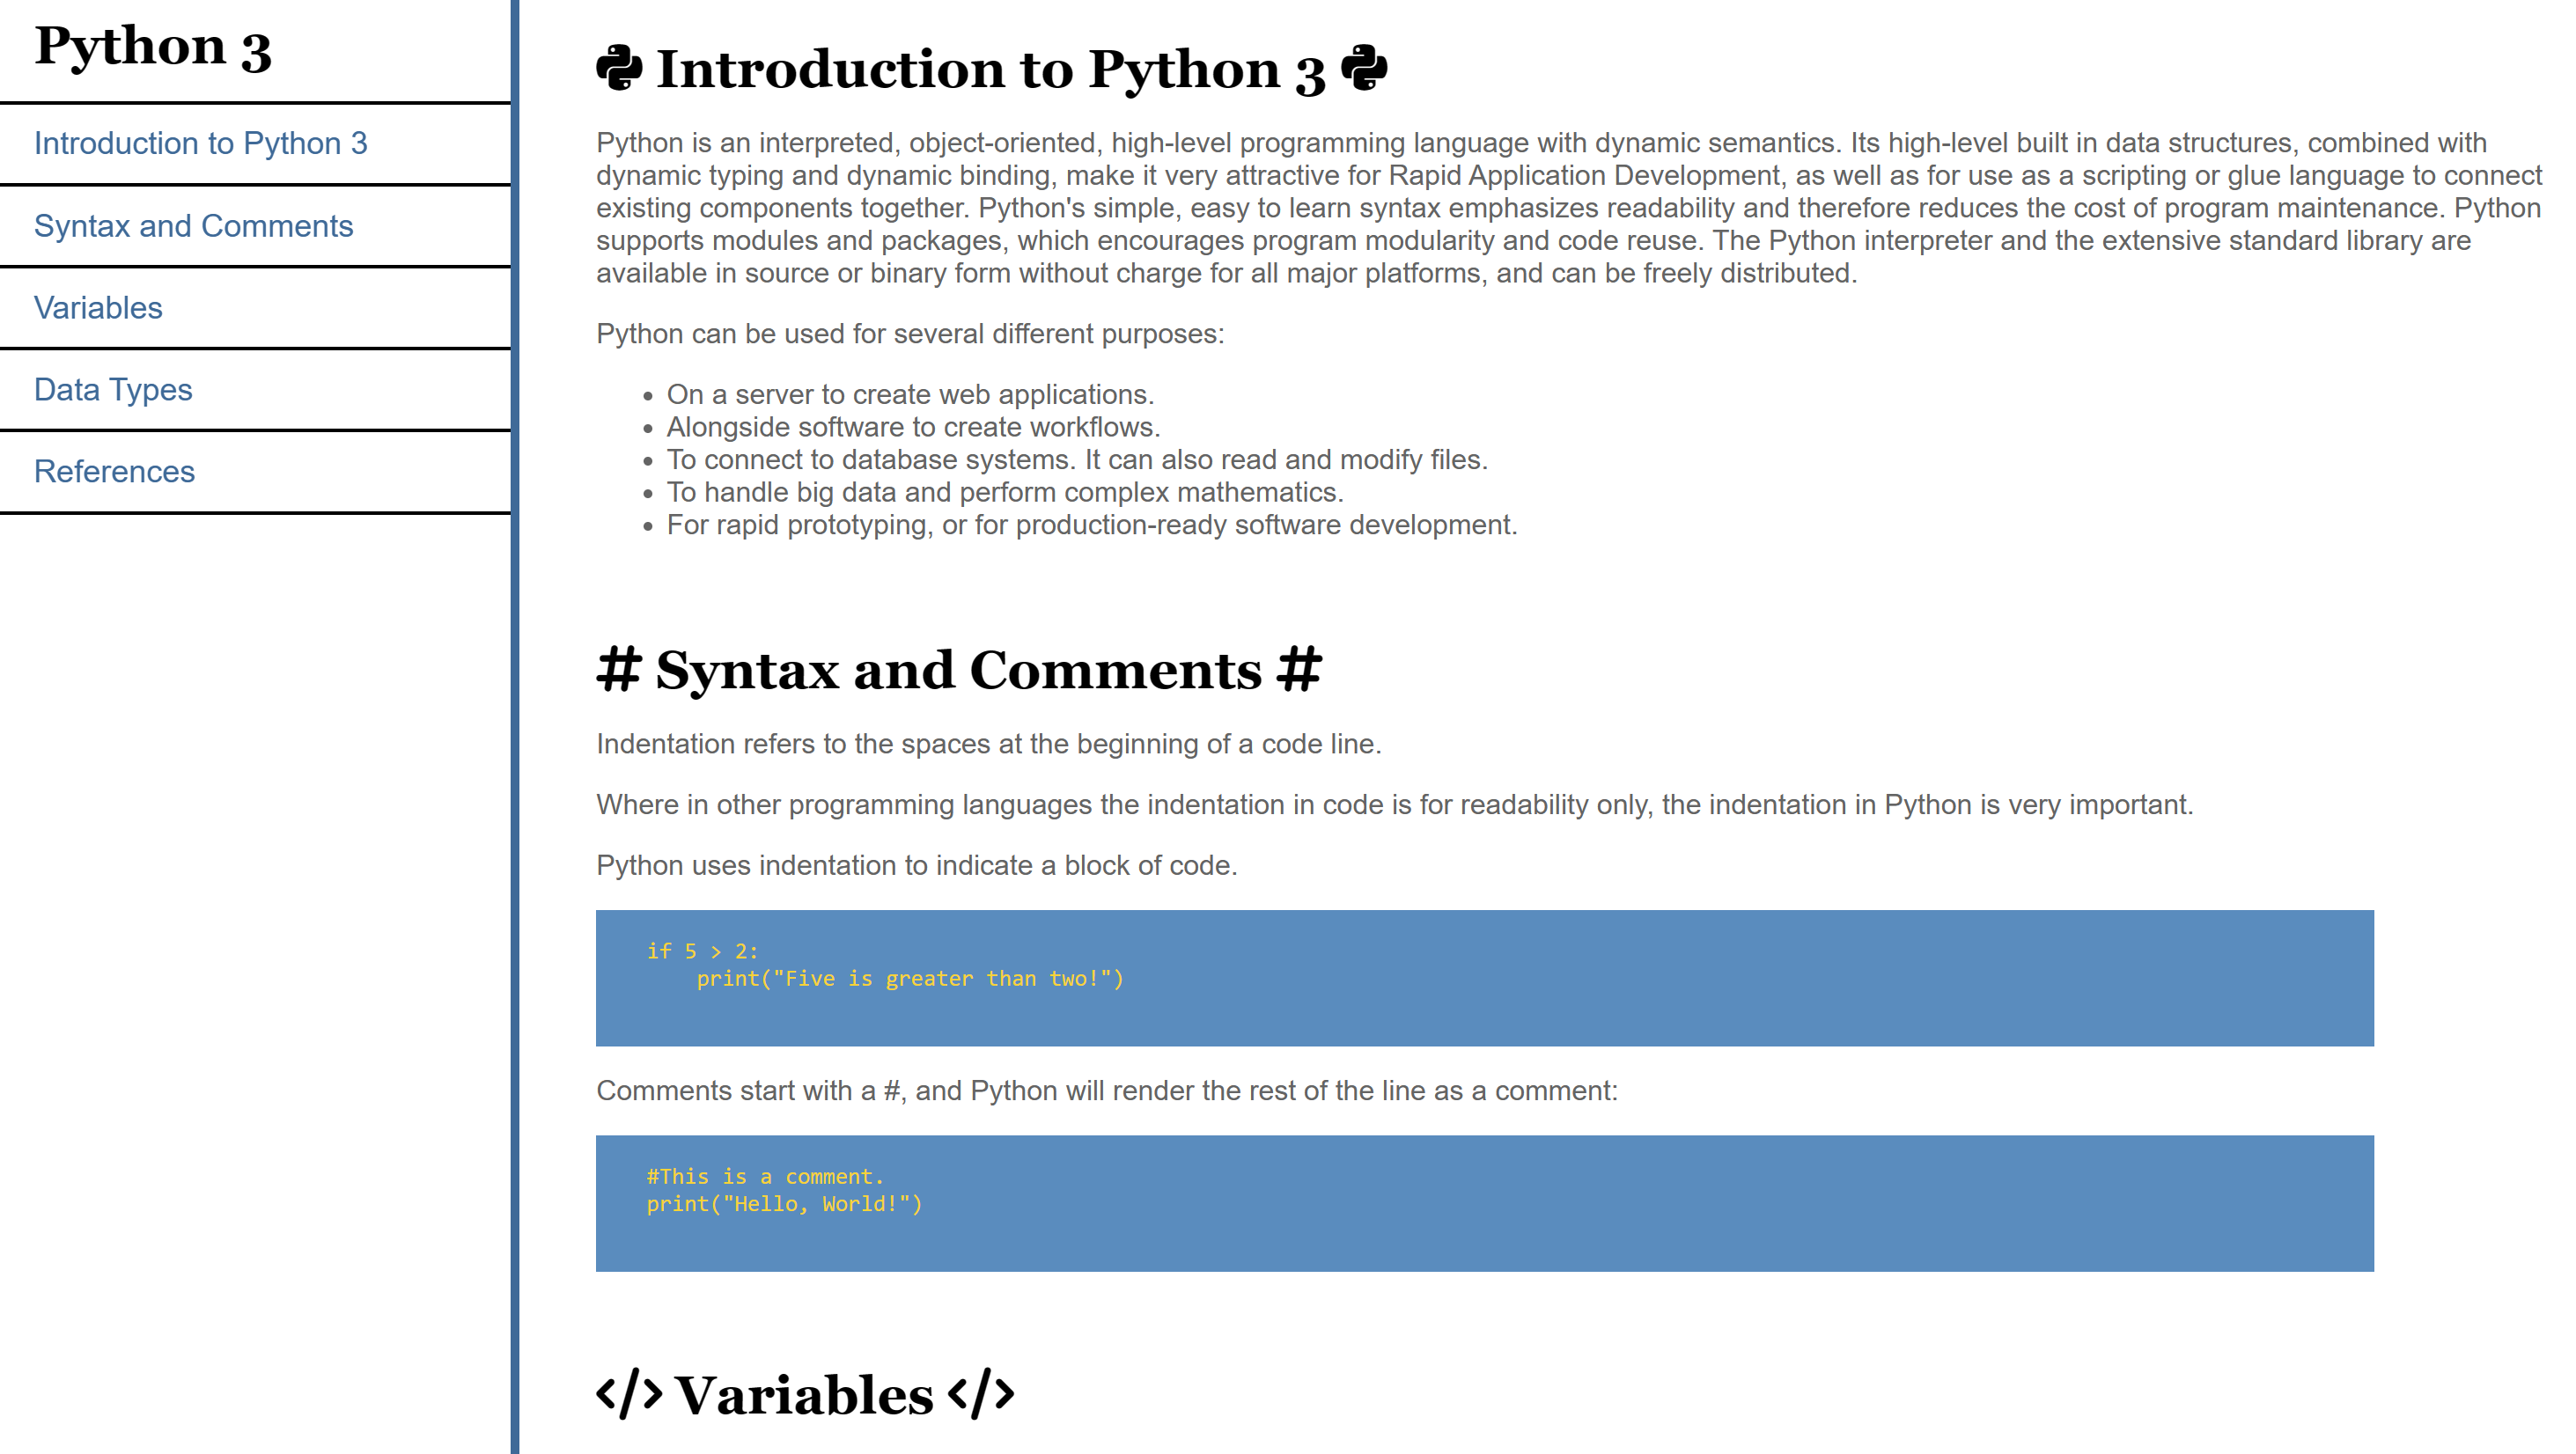 Python 3
Introduction to Python 3
Syntax and Comments
Variables
Data Types
References
Introduction to Python 3
Python is an interpreted, object-oriented, high-level programming language with dynamic semantics. Its high-level built in data structures, combined with
dynamic typing and dynamic binding, make it very attractive for Rapid Application Development, as well as for use as a scripting or glue language to connect
existing components together. Python's simple, easy to learn syntax emphasizes readability and therefore reduces the cost of program maintenance. Python
supports modules and packages, which encourages program modularity and code reuse. The Python interpreter and the extensive standard library are
available in source or binary form without charge for all major platforms, and can be freely distributed.
Python can be used for several different purposes:
• On a server to create web applications.
• Alongside software to create workflows.
• To connect to database systems. It can also read and modify files.
• To handle big data and perform complex mathematics.
• For rapid prototyping, or for production-ready software development.
# Syntax and Comments #
Indentation refers to the spaces at the beginning of a code line.
Where in other programming languages the indentation in code is for readability only, the indentation in Python is very important.
Python uses indentation to indicate a block of code.
if 5 > 2:
    print("Five is greater than two!")
Comments start with a #, and Python will render the rest of the line as a comment:
#This is a comment.
print("Hello, World!")
</> Variables </>